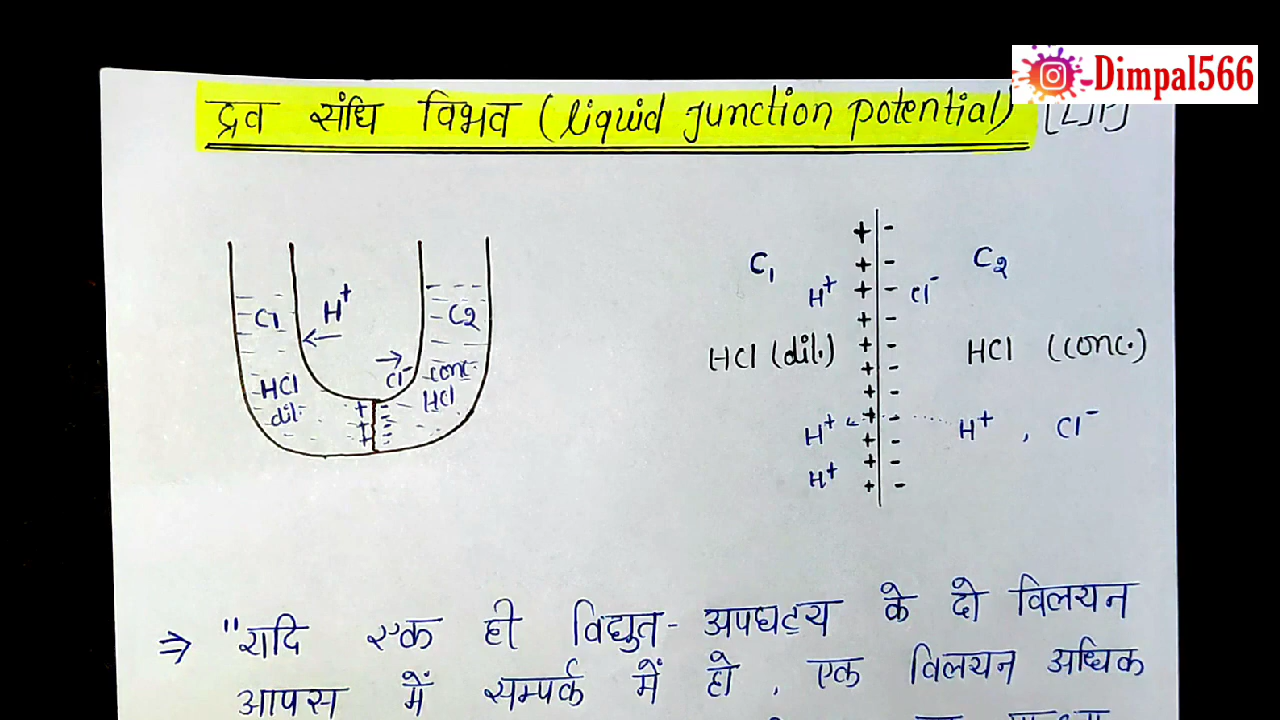 -Dimpal566
द्रव संधि विभव (liquid junction potential) [LJP]
C1 H+ C2
→
Cl- conc.
HCl HCl
dil.
C1 C2
H+ Cl-
HCl (dil.) HCl (conc.)
H+ H+ , Cl-
H+
⇒ "यदि एक ही विद्युत-अपघट्य के दो विलयन
आपस में सम्पर्क में हो , एक विलयन अधिक